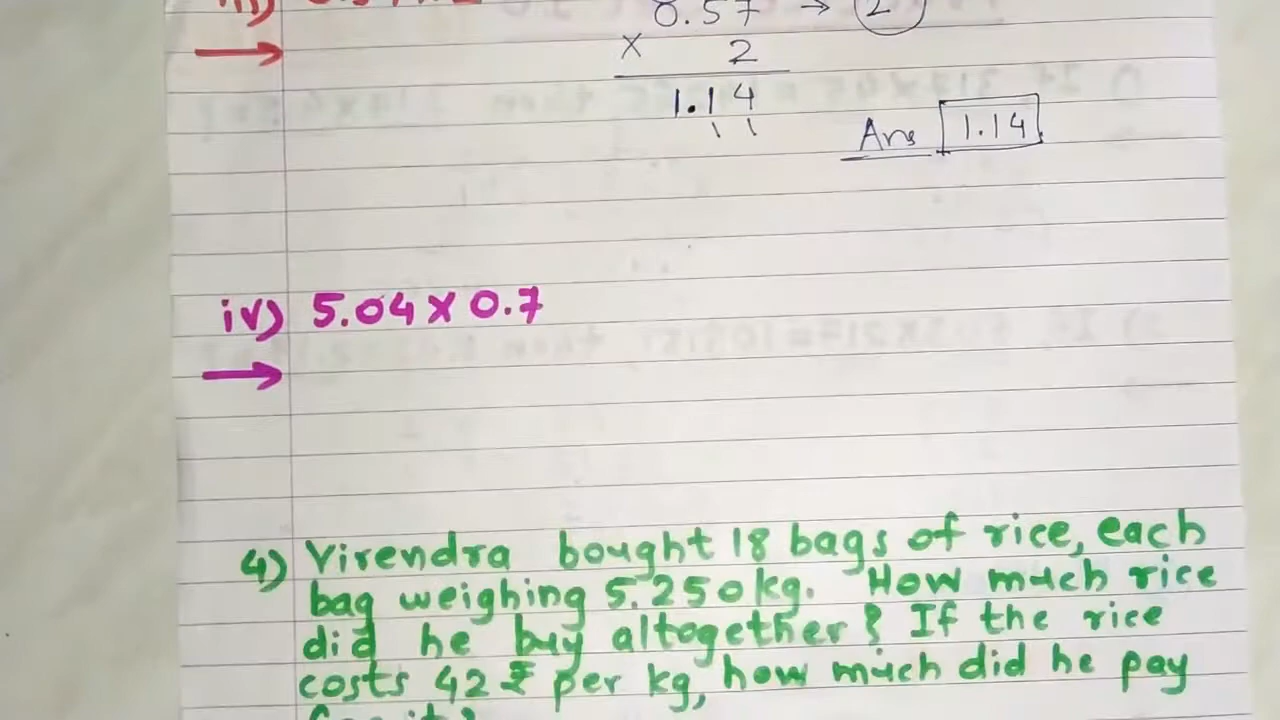 0.57 → 2
× 2
1.14
Ans 1.14
iv) 5.04 × 0.7
→
4) Virendra bought 18 bags of rice, each
bag weighing 5.250 kg. How much rice
did he buy altogether? If the rice
costs 42 ₹ per kg, how much did he pay